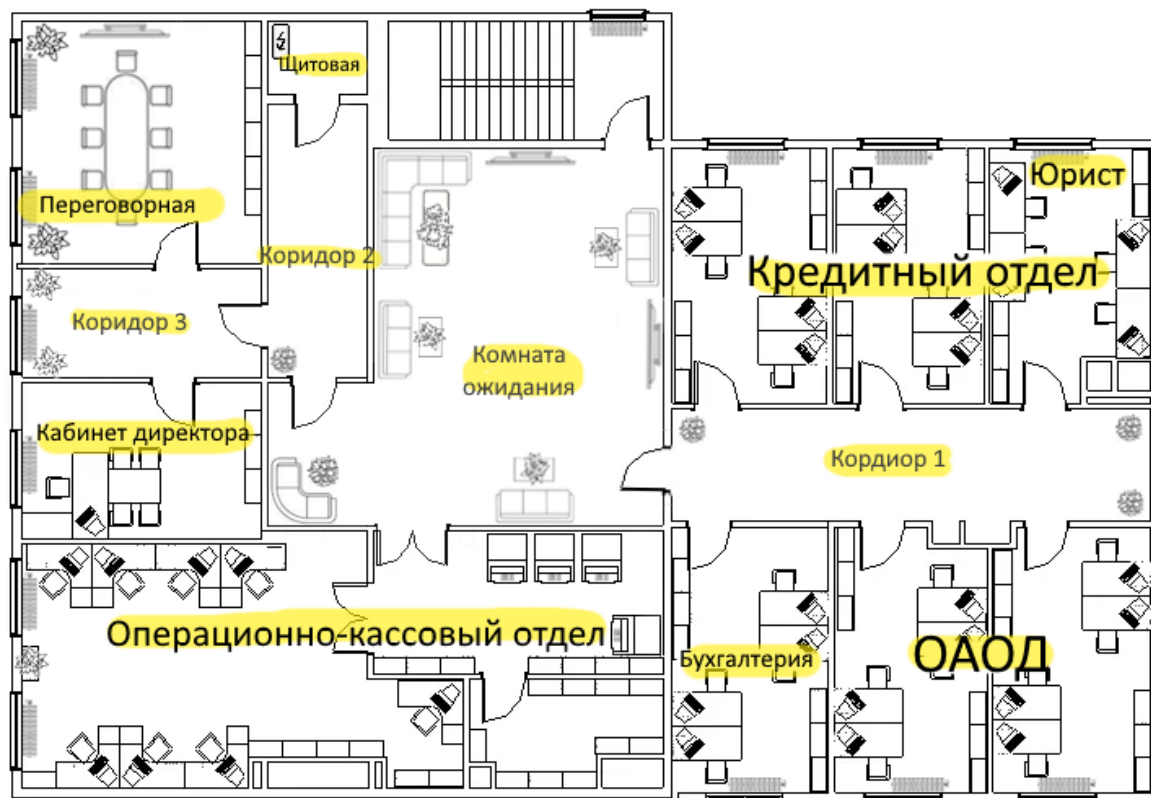 Щитовая
Юрист
Переговорная
Коридор 2
Кредитный отдел
Коридор 3
Комната
ожидания
Кабинет директора
Кордиор 1
Операционно-кассовый отдел
Бухгалтерия
ОАОД